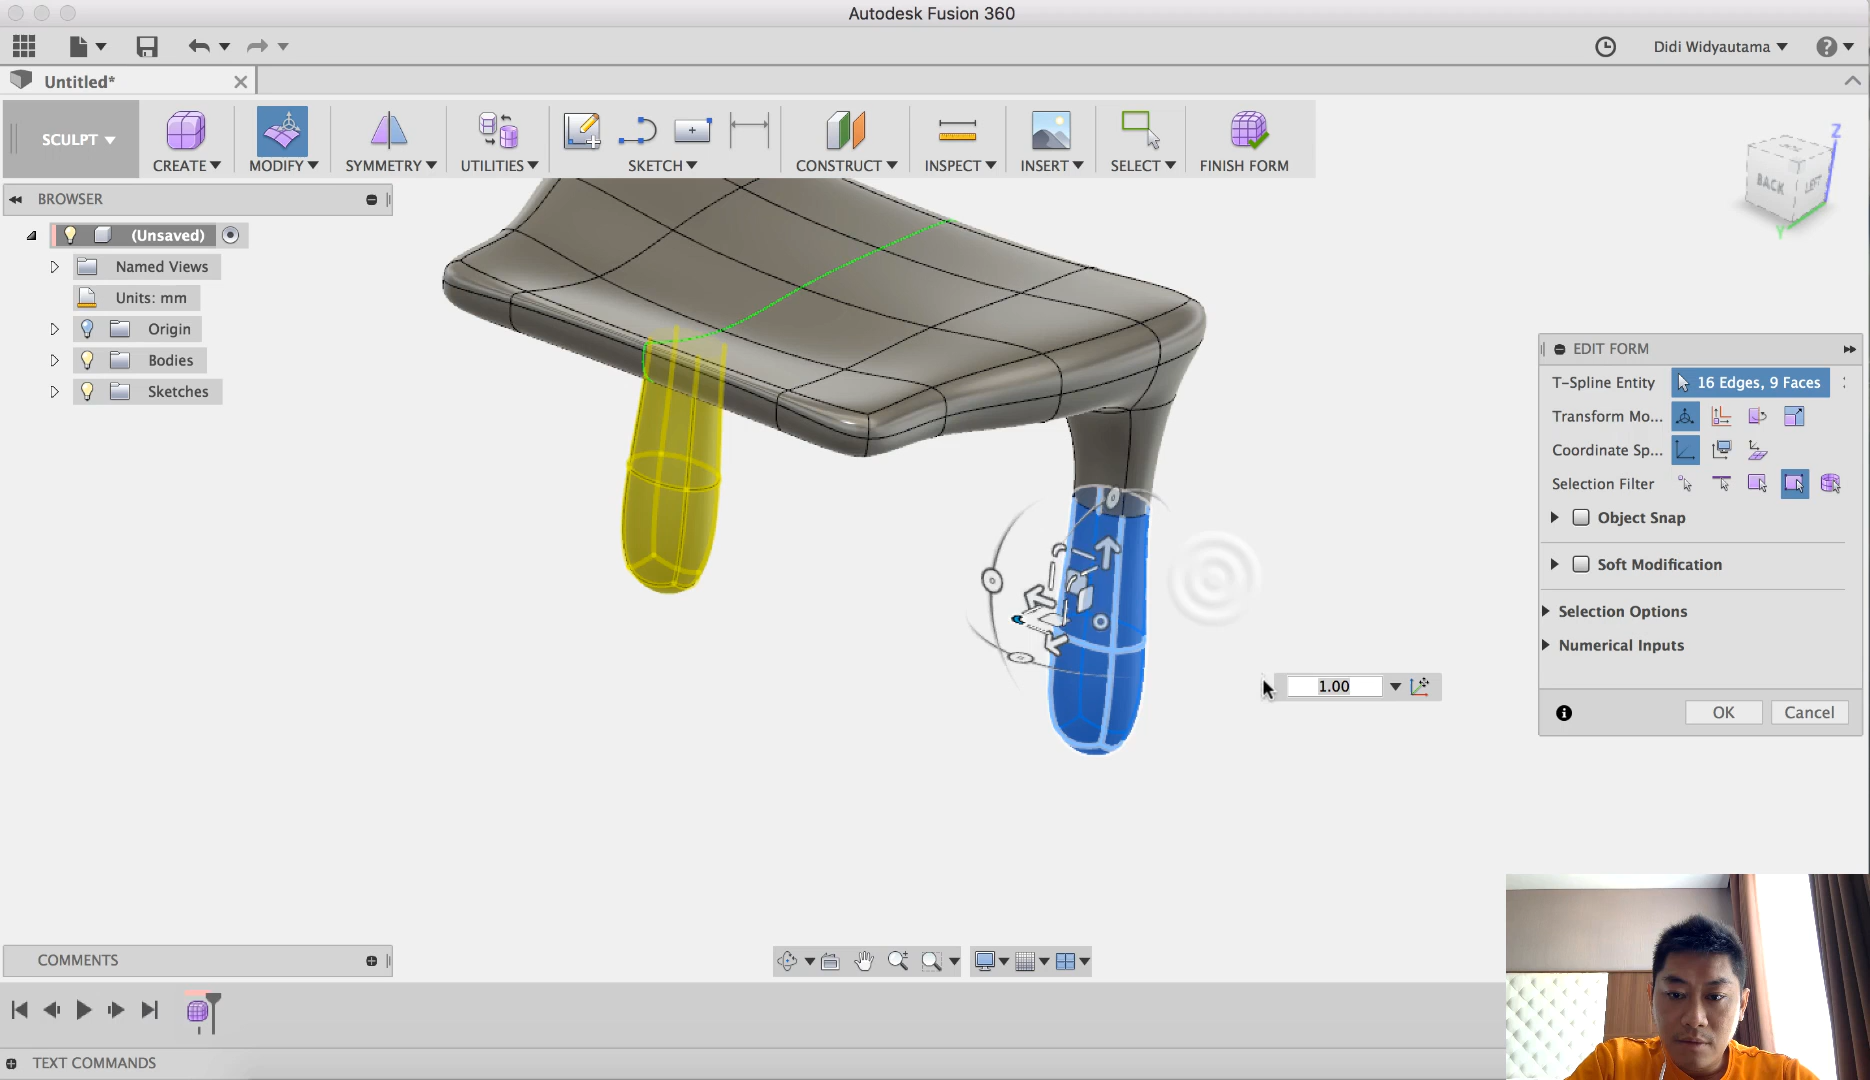 Autodesk Fusion 360
Didi Widyautama
Untitled*
SCULPT
CREATE
MODIFY
SYMMETRY
UTILITIES
SKETCH
CONSTRUCT
INSPECT
INSERT
SELECT
FINISH FORM
BROWSER
(Unsaved)
Named Views
Units: mm
Origin
Bodies
Sketches
Z
BACK
LEFT
Y
EDIT FORM
T-Spline Entity
16 Edges, 9 Faces
Transform Mo...
Coordinate Sp...
Selection Filter
Object Snap
Soft Modification
Selection Options
Numerical Inputs
OK
Cancel
1.00
COMMENTS
TEXT COMMANDS